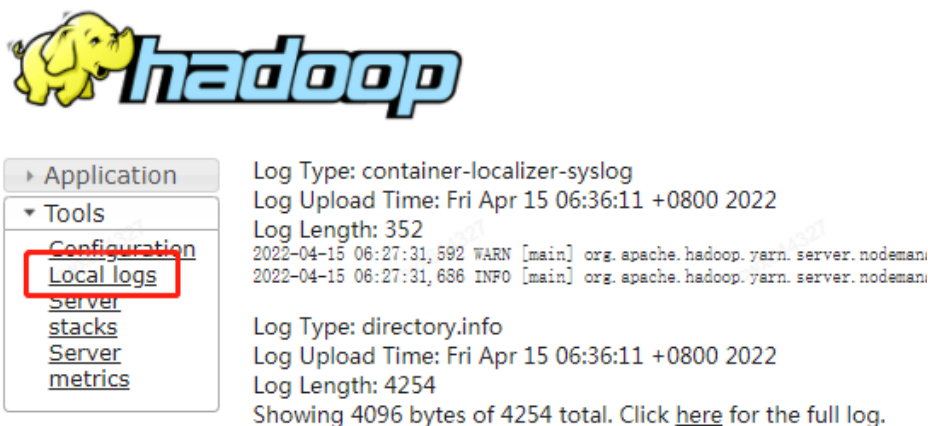 hadoop
Application
Tools
Configuration
Local logs
Server
stacks
Server
metrics
Log Type: container-localizer-syslog
Log Upload Time: Fri Apr 15 06:36:11 +0800 2022
Log Length: 352
2022-04-15 06:27:31,592 WARN [main] org.apache.hadoop.yarn.server.nodemana
2022-04-15 06:27:31,686 INFO [main] org.apache.hadoop.yarn.server.nodemana
Log Type: directory.info
Log Upload Time: Fri Apr 15 06:36:11 +0800 2022
Log Length: 4254
Showing 4096 bytes of 4254 total. Click here for the full log.